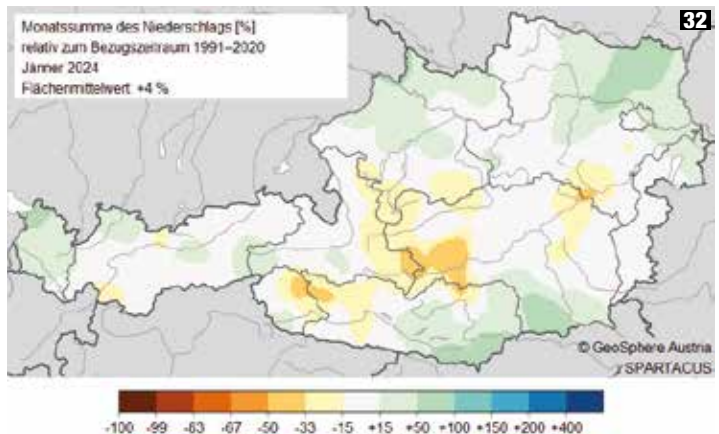 Monatssumme des Niederschlags [%]
relativ zum Bezugszeitraum 1991–2020
Jänner 2024
Flächenmittelwert: +4 %
32
© GeoSphere Austria
SPARTACUS
-100 -99 -63 -67 -50 -33 -15 +15 +50 +100 +150 +200 +400